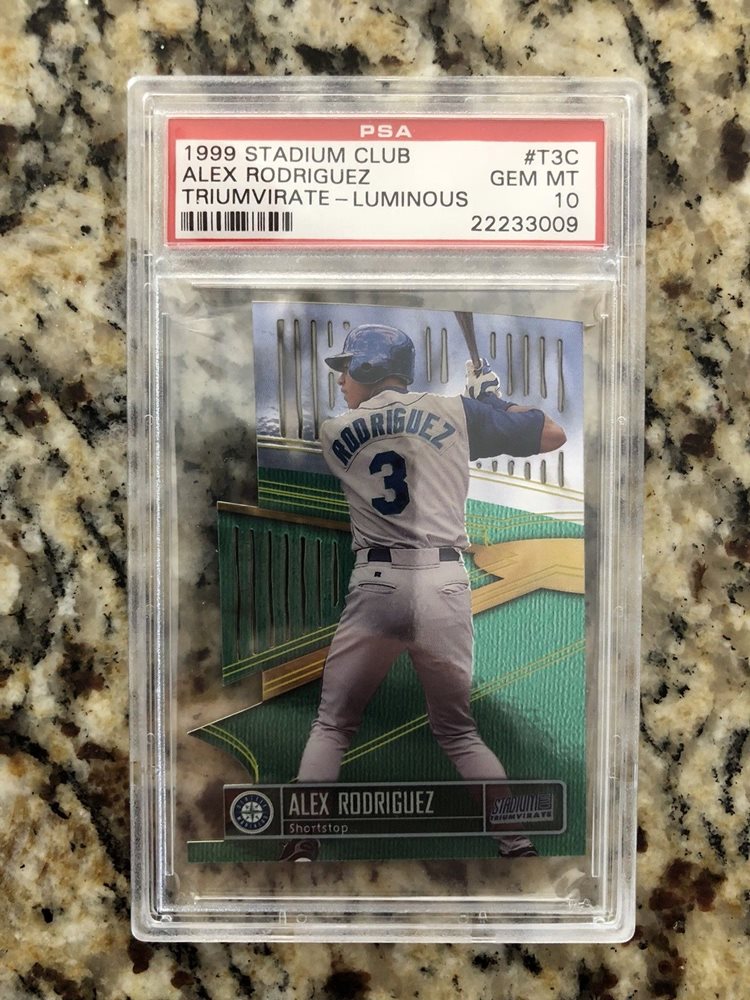 PSA
1999 STADIUM CLUB #T3C
ALEX RODRIGUEZ GEM MT
TRIUMVIRATE – LUMINOUS 10
22233009
RODRIGUEZ
3
ALEX RODRIGUEZ
Shortstop
STADIUM
TRIUMVIRATE